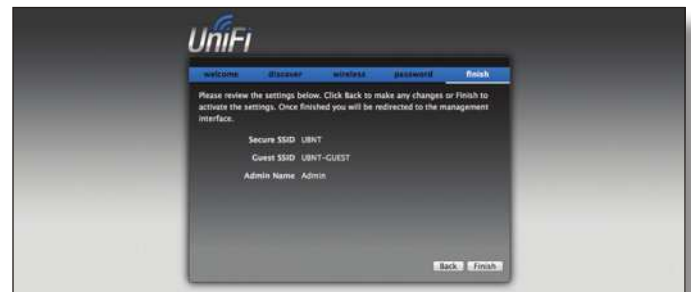 UniFi
welcome discover wireless password finish
Please review the settings below. Click Back to make any changes or Finish to
activate the settings. Once finished you will be redirected to the management
interface.
Secure SSID UBNT
Guest SSID UBNT-GUEST
Admin Name Admin
Back Finish